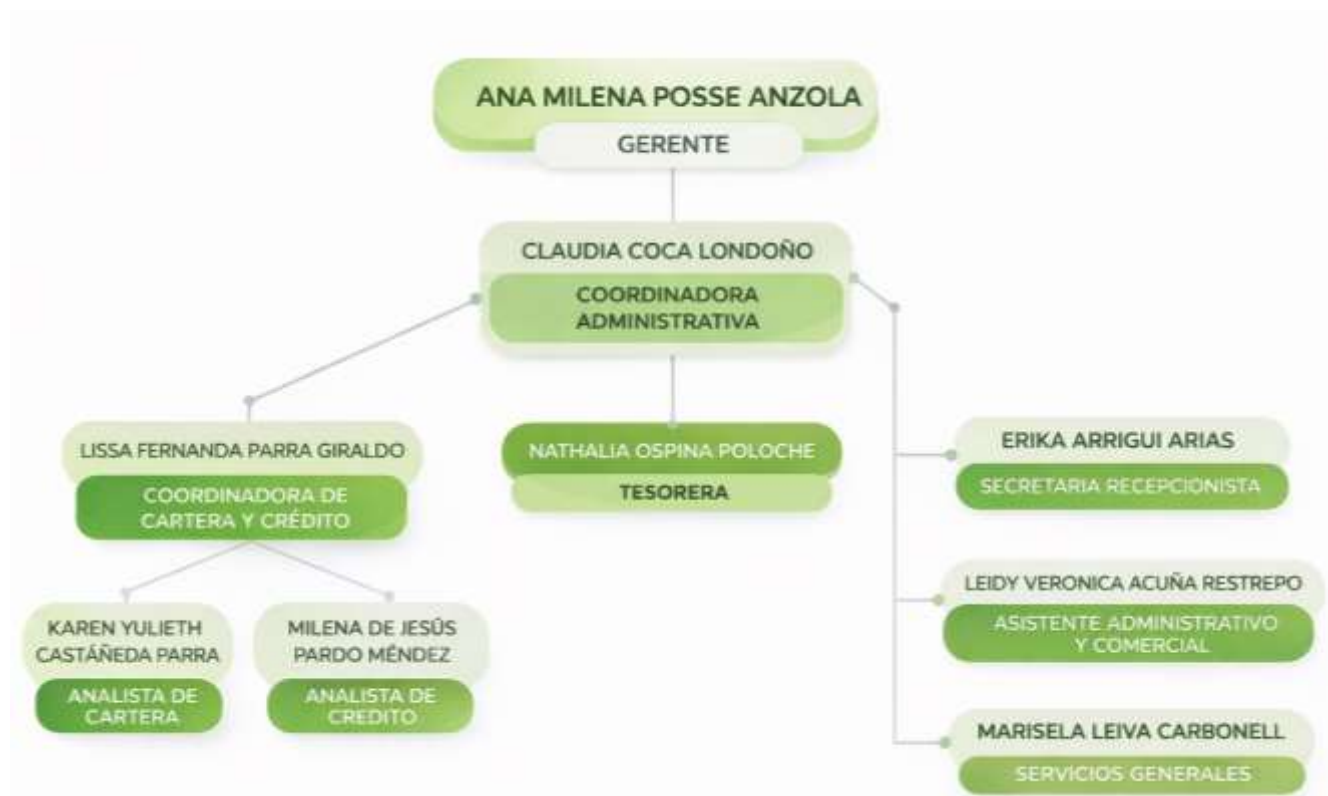 ANA MILENA POSSE ANZOLA
GERENTE
CLAUDIA COCA LONDOÑO
COORDINADORA
ADMINISTRATIVA
LISSA FERNANDA PARRA GIRALDO
COORDINADORA DE
CARTERA Y CRÉDITO
NATHALIA OSPINA POLOCHE
TESORERA
ERIKA ARRIGUI ARIAS
SECRETARIA RECEPCIONISTA
KAREN YULIETH
CASTÁÑEDA PARRA
ANALISTA DE
CARTERA
MILENA DE JESÚS
PARDO MÉNDEZ
ANALISTA DE
CREDITO
LEIDY VERONICA ACUÑA RESTREPO
ASISTENTE ADMINISTRATIVO
Y COMERCIAL
MARISELA LEIVA CARBONELL
SERVICIOS GENERALES